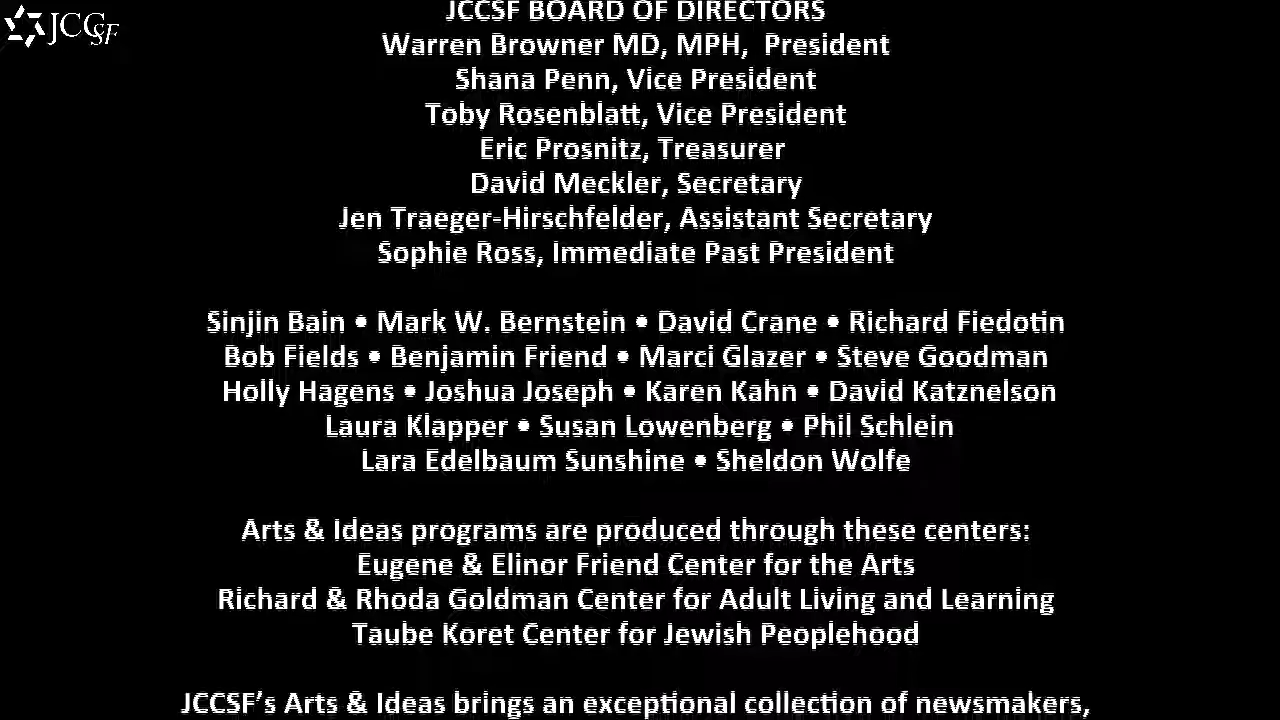 JCCSF
JCCSF BOARD OF DIRECTORS
Warren Browner MD, MPH,  President
Shana Penn, Vice President
Toby Rosenblatt, Vice President
Eric Prosnitz, Treasurer
David Meckler, Secretary
Jen Traeger-Hirschfelder, Assistant Secretary
Sophie Ross, Immediate Past President
Sinjin Bain • Mark W. Bernstein • David Crane • Richard Fiedotin
Bob Fields • Benjamin Friend • Marci Glazer • Steve Goodman
Holly Hagens • Joshua Joseph • Karen Kahn • David Katznelson
Laura Klapper • Susan Lowenberg • Phil Schlein
Lara Edelbaum Sunshine • Sheldon Wolfe
Arts & Ideas programs are produced through these centers:
Eugene & Elinor Friend Center for the Arts
Richard & Rhoda Goldman Center for Adult Living and Learning
Taube Koret Center for Jewish Peoplehood
JCCSF’s Arts & Ideas brings an exceptional collection of newsmakers,